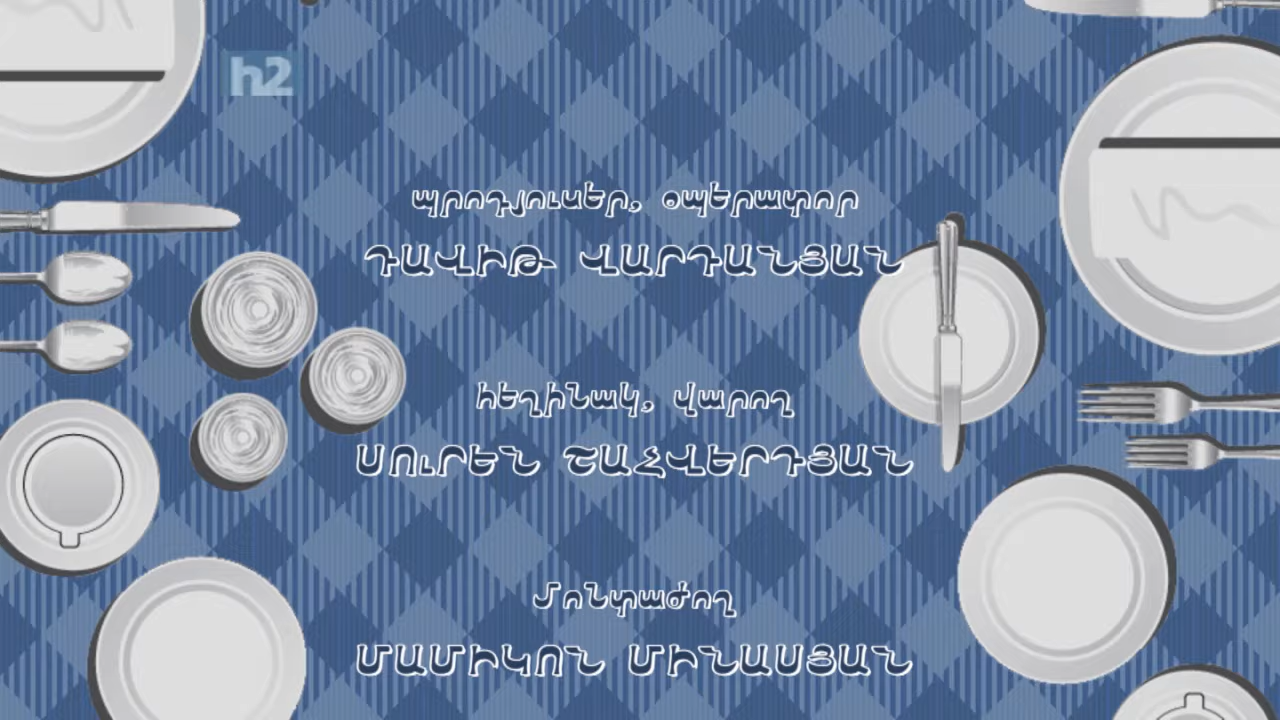 h2
պրոդյուսեր, օպերատոր
ԴԱՎԻԹ ՎԱՐԴԱՆՅԱՆ
հեղինակ, վարող
ՍՈւՐԵՆ ՇԱՀՎԵՐԴՅԱՆ
Մոնտաժող
ՄԱՄԻԿՈՆ ՄԻՆԱՍՅԱՆ